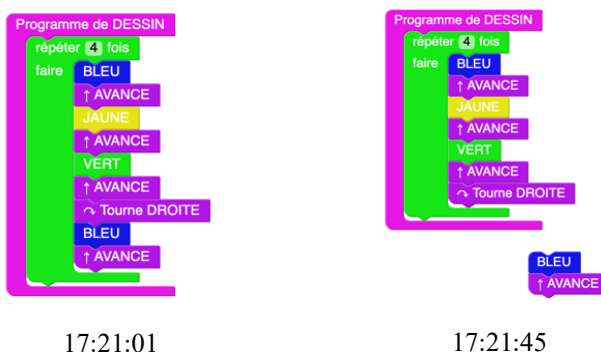 Programme de DESSIN
répéter 4 fois
faire
BLEU
↑ AVANCE
JAUNE
↑ AVANCE
VERT
↑ AVANCE
↷ Tourne DROITE
BLEU
↑ AVANCE
17:21:01
Programme de DESSIN
répéter 4 fois
faire
BLEU
↑ AVANCE
JAUNE
↑ AVANCE
VERT
↑ AVANCE
↷ Tourne DROITE
BLEU
↑ AVANCE
17:21:45